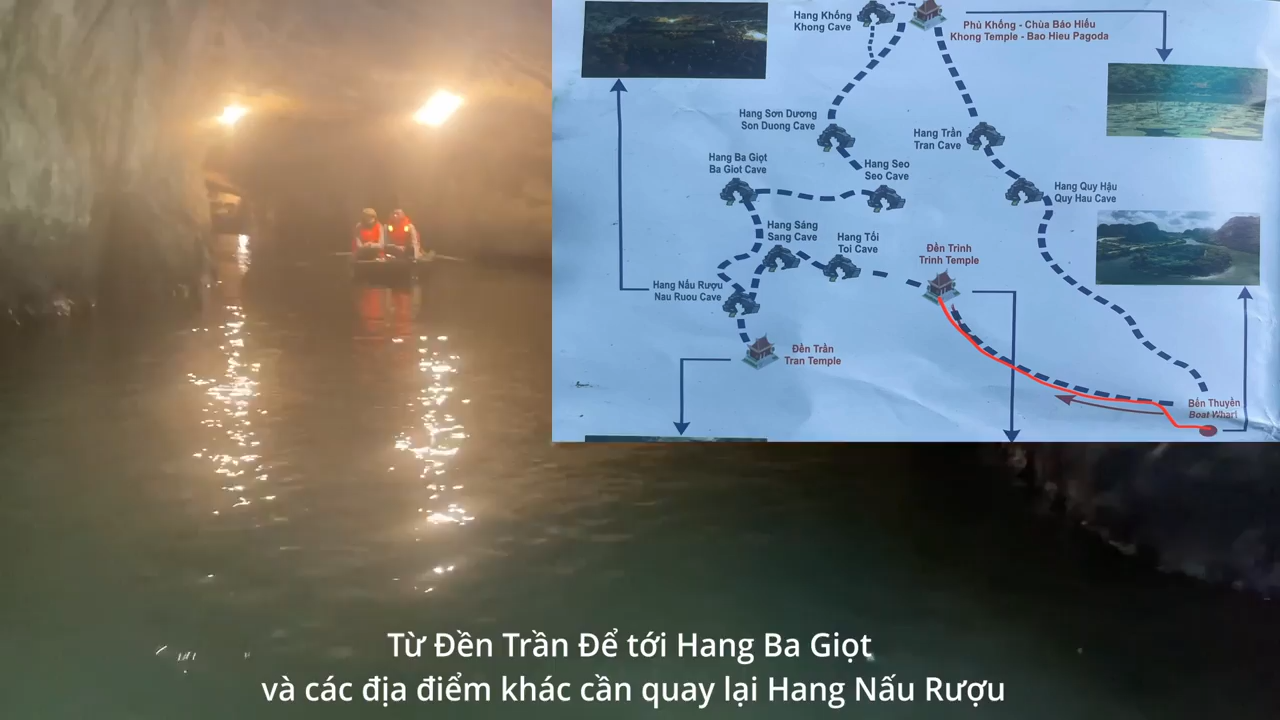 Hang Khống
Khong Cave
Phủ Khống - Chùa Báo Hiếu
Khong Temple - Bao Hieu Pagoda
Hang Sơn Dương
Son Duong Cave
Hang Trần
Tran Cave
Hang Ba Giọt
Ba Giot Cave
Hang Seo
Seo Cave
Hang Quy Hậu
Quy Hau Cave
Hang Sáng
Sang Cave
Hang Tối
Toi Cave
Đền Trình
Trinh Temple
Hang Nấu Rượu
Nau Ruou Cave
Đền Trần
Tran Temple
Bến Thuyền
Boat Wharf
Từ Đền Trần Để tới Hang Ba Giọt
và các địa điểm khác cần quay lại Hang Nấu Rượu